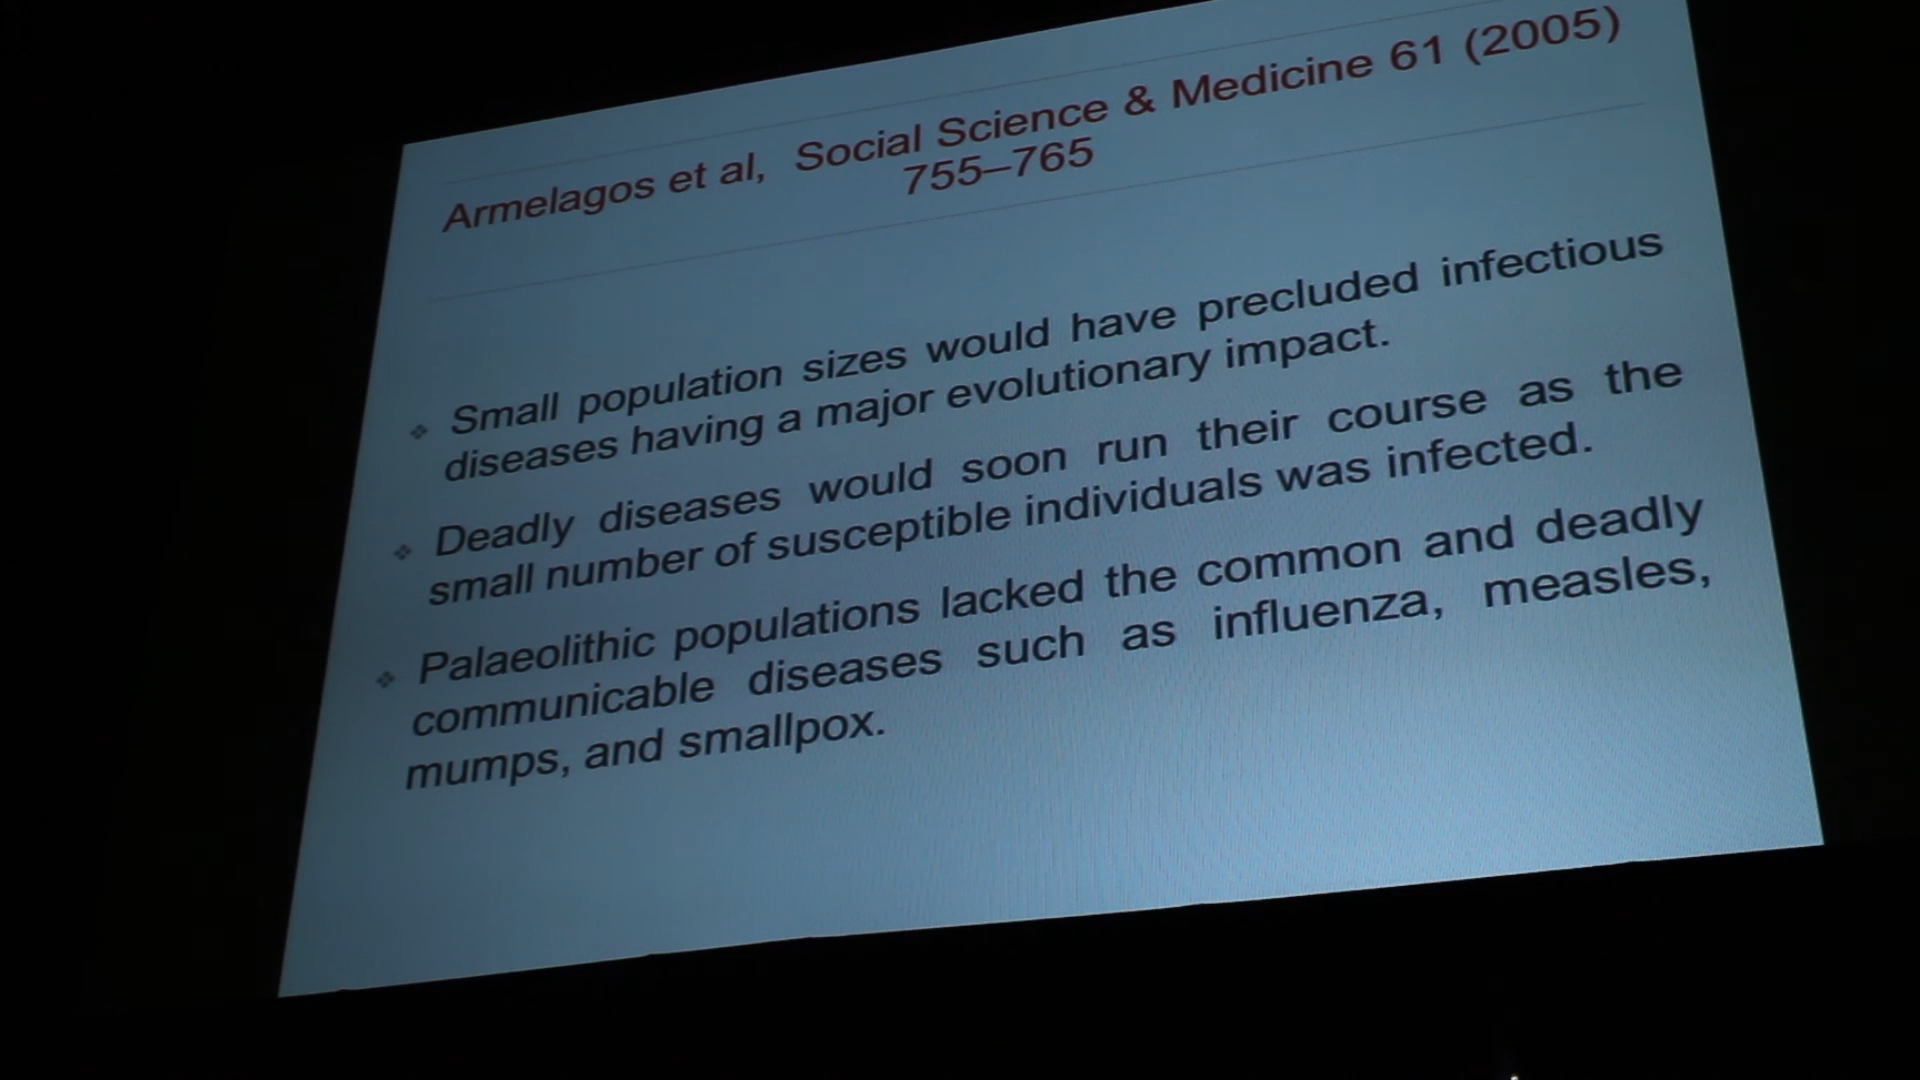 Armelagos et al, Social Science & Medicine 61 (2005)
755–765
Small population sizes would have precluded infectious
diseases having a major evolutionary impact.
Deadly diseases would soon run their course as the
small number of susceptible individuals was infected.
Palaeolithic populations lacked the common and deadly
communicable diseases such as influenza, measles,
mumps, and smallpox.